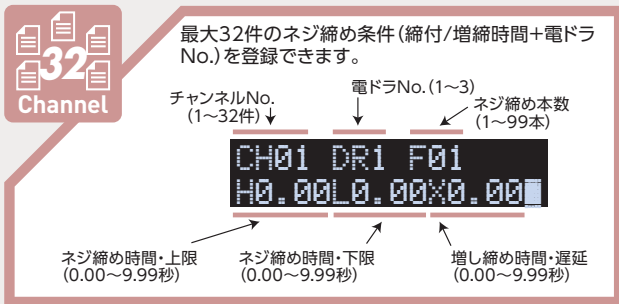 32
Channel
最大32件のネジ締め条件(締付/増締時間+電ドラ
No.)を登録できます。
チャンネルNo.
(1～32件)
電ドラNo.(1～3)
ネジ締め本数
(1～99本)
CH01 DR1 F01
H0.00L0.00X0.00
ネジ締め時間・上限
(0.00～9.99秒)
ネジ締め時間・下限
(0.00～9.99秒)
増し締め時間・遅延
(0.00～9.99秒)